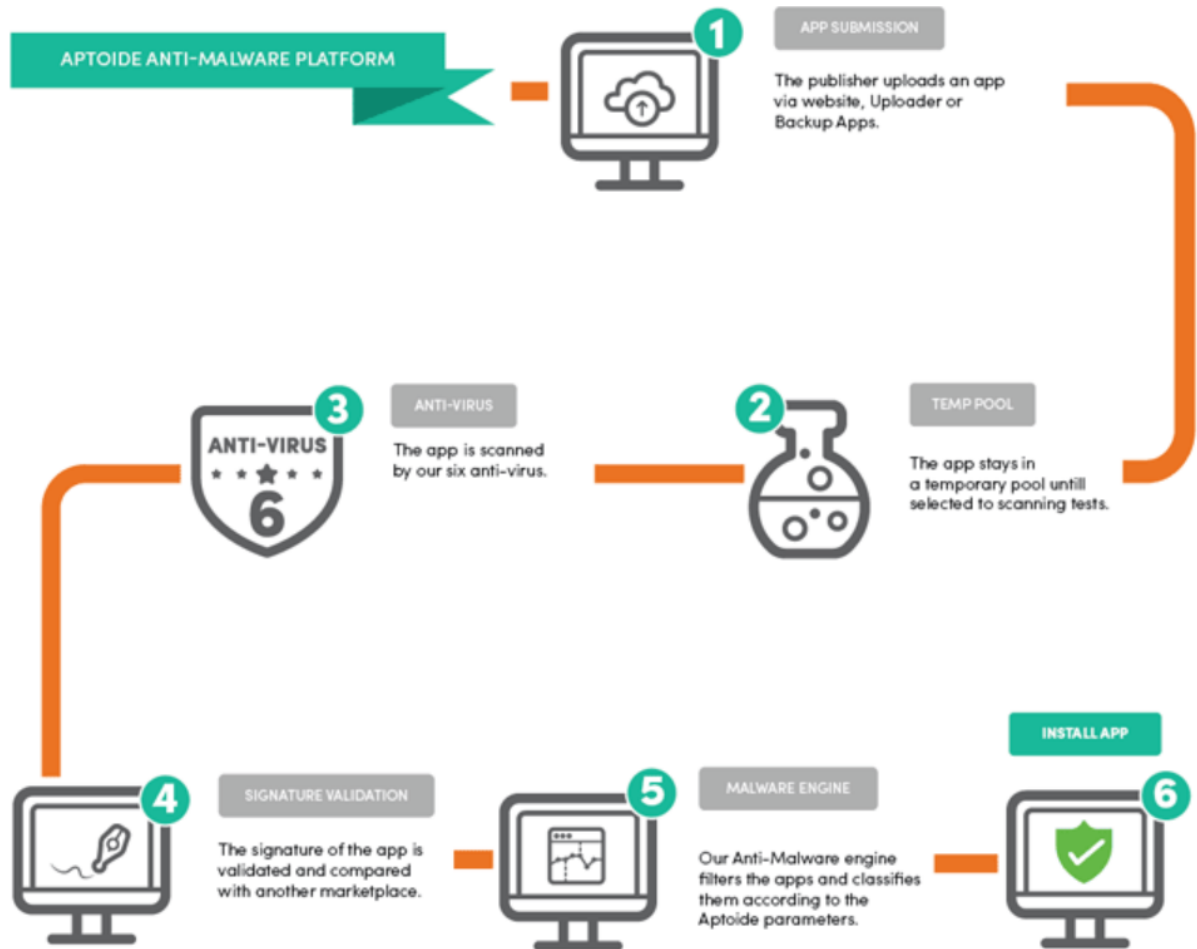 APTOIDE ANTI-MALWARE PLATFORM
1
APP SUBMISSION
The publisher uploads an app
via website, Uploader or
Backup Apps.
2
TEMP POOL
The app stays in
a temporary pool untill
selected to scanning tests.
3
ANTI-VIRUS
6
ANTI-VIRUS
The app is scanned
by our six anti-virus.
4
SIGNATURE VALIDATION
The signature of the app is
validated and compared
with another marketplace.
5
MALWARE ENGINE
Our Anti-Malware engine
filters the apps and classifies
them according to the
Aptoide parameters.
INSTALL APP
6